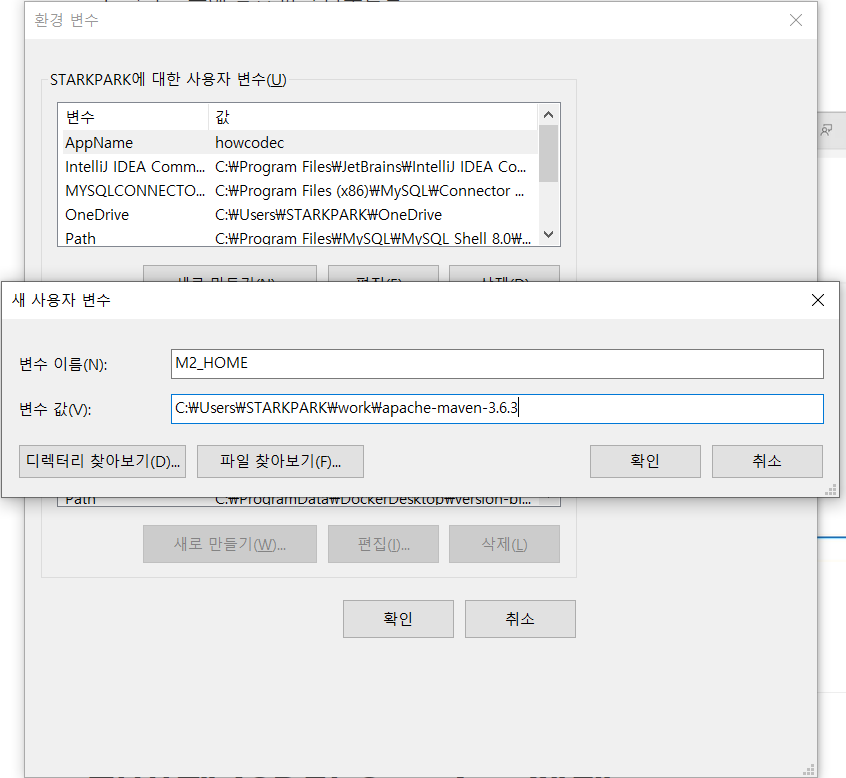 환경 변수
STARKPARK에 대한 사용자 변수(U)
변수 값
AppName howcodec
IntelliJ IDEA Comm... C:₩Program Files₩JetBrains₩IntelliJ IDEA Co...
MYSQLCONNECTO... C:₩Program Files (x86)₩MySQL₩Connector ...
OneDrive C:₩Users₩STARKPARK₩OneDrive
Path C:₩Program Files₩MySQL₩MySQL Shell 8.0₩...
새 사용자 변수
변수 이름(N): M2_HOME
변수 값(V): C:₩Users₩STARKPARK₩work₩apache-maven-3.6.3
디렉터리 찾아보기(D)... 파일 찾아보기(F)... 확인 취소
Path C:₩ProgramData₩DockerDesktop₩version-bi...
새로 만들기(W)... 편집(I)... 삭제(L)
확인 취소